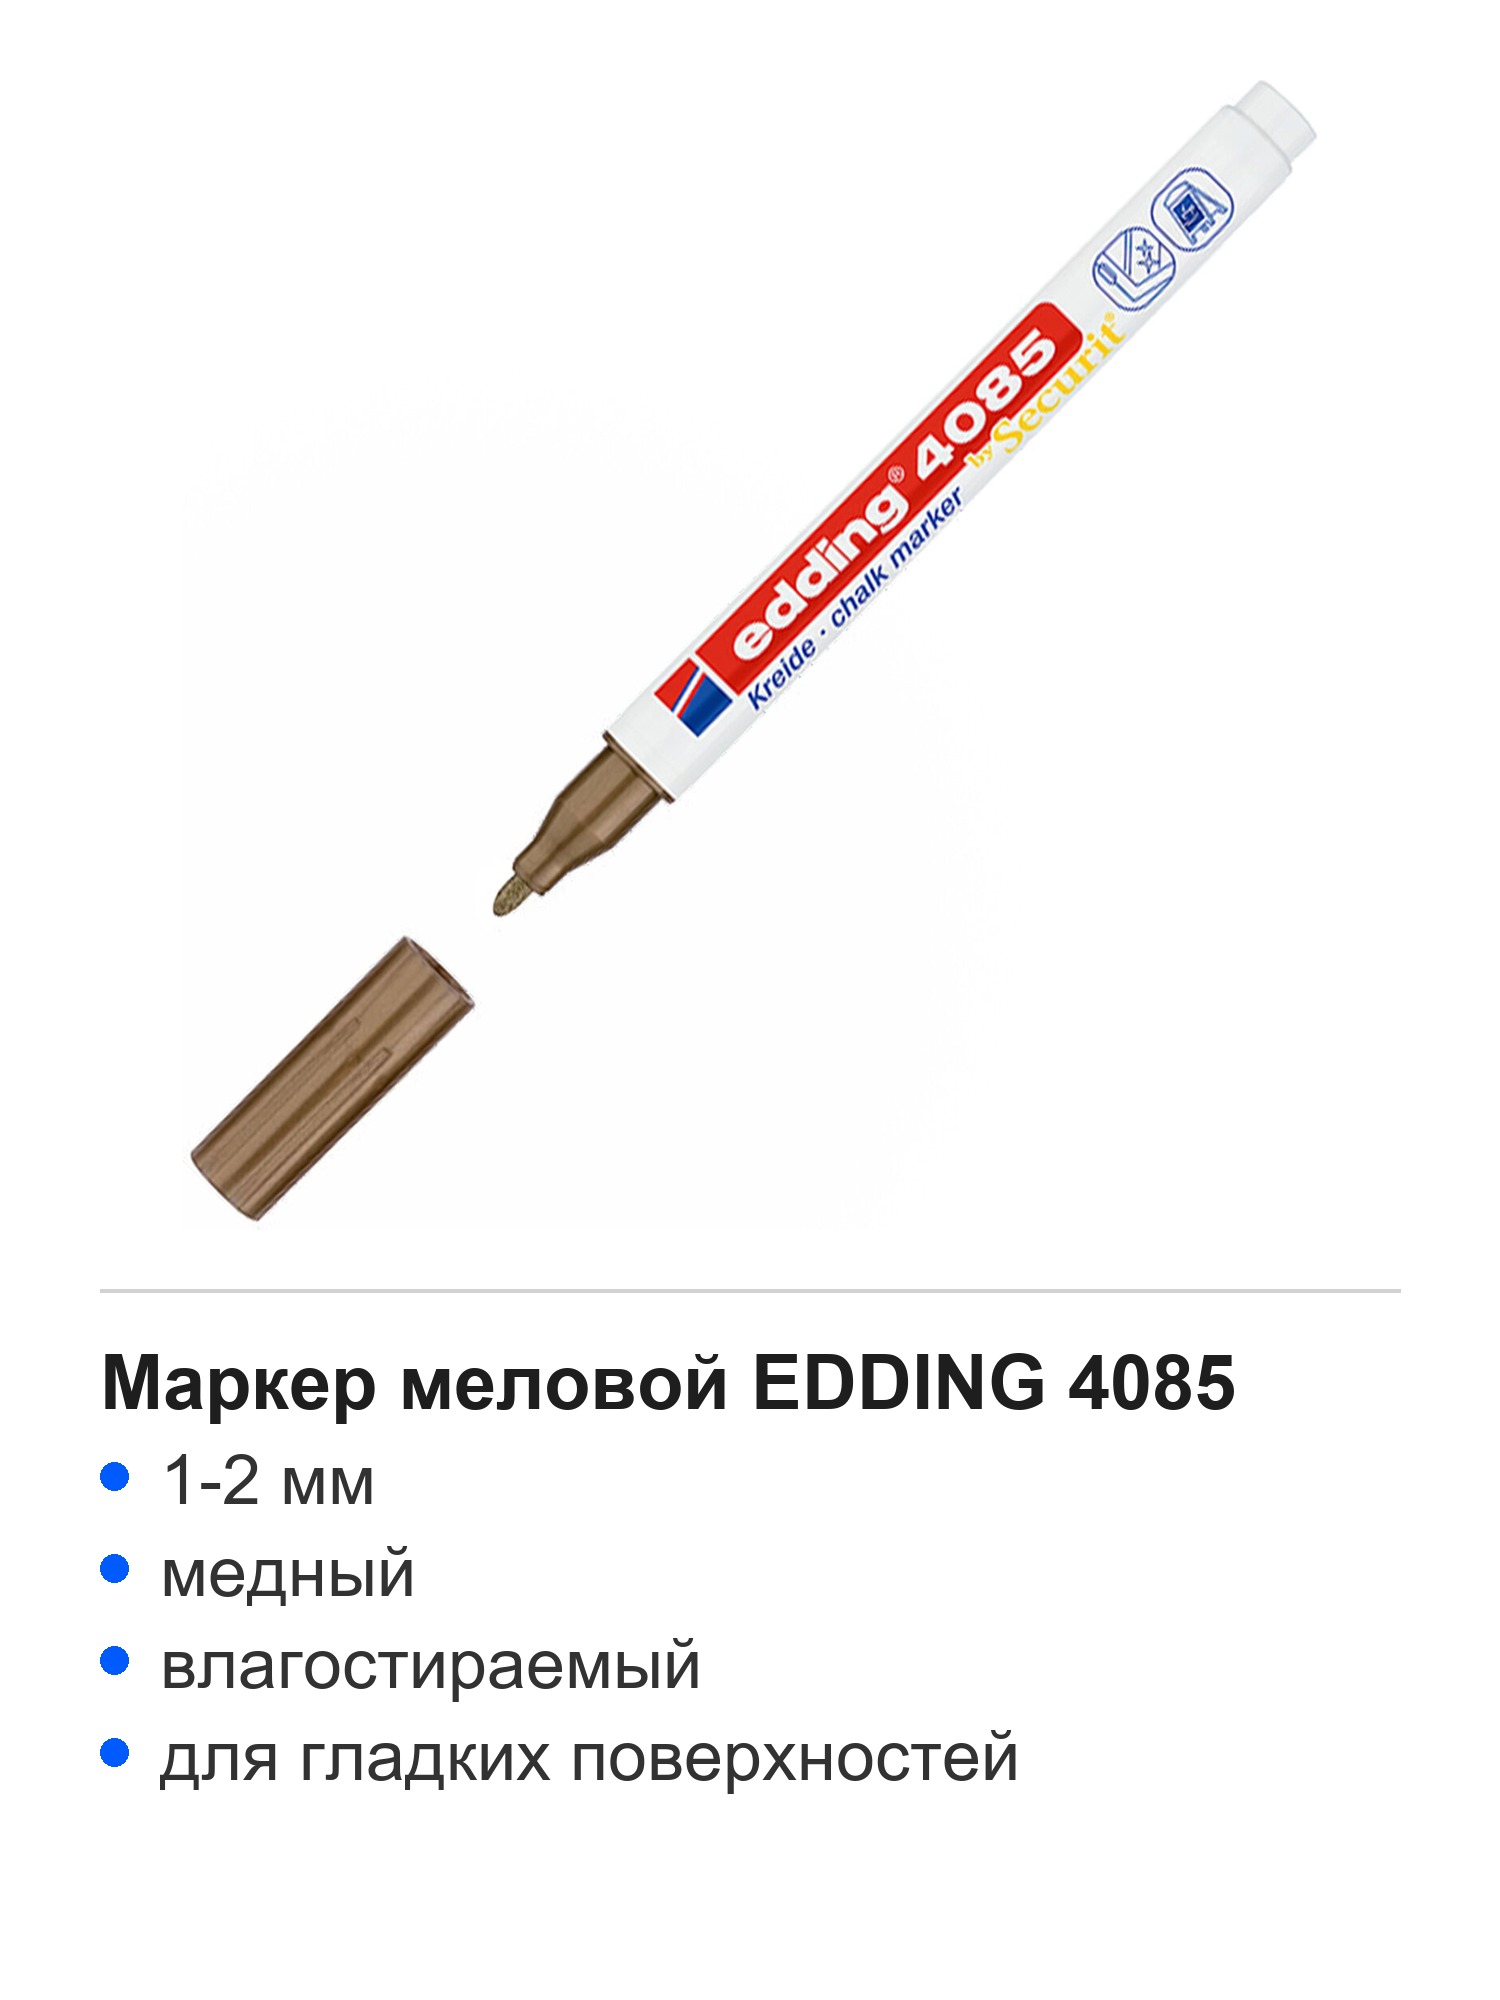 edding® 4085
by Securit®
Kreide · chalk marker
Маркер меловой EDDING 4085
1-2 мм
медный
влагостираемый
для гладких поверхностей